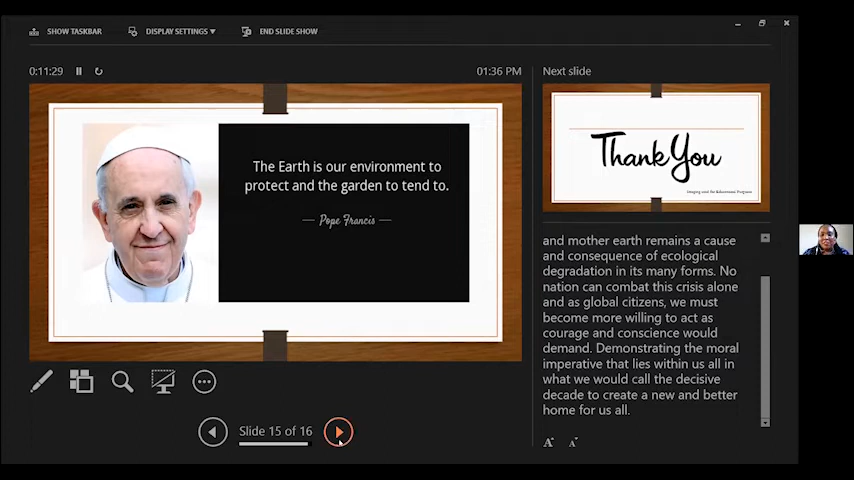 SHOW TASKBAR
DISPLAY SETTINGS ▼
END SLIDE SHOW
0:11:29
01:36 PM
The Earth is our environment to
protect and the garden to tend to.
— Pope Francis —
Slide 15 of 16
Next slide
Thank You
Imaging used for Educational Purposes
and mother earth remains a cause
and consequence of ecological
degradation in its many forms. No
nation can combat this crisis alone
and as global citizens, we must
become more willing to act as
courage and conscience would
demand. Demonstrating the moral
imperative that lies within us all in
what we would call the decisive
decade to create a new and better
home for us all.
A A